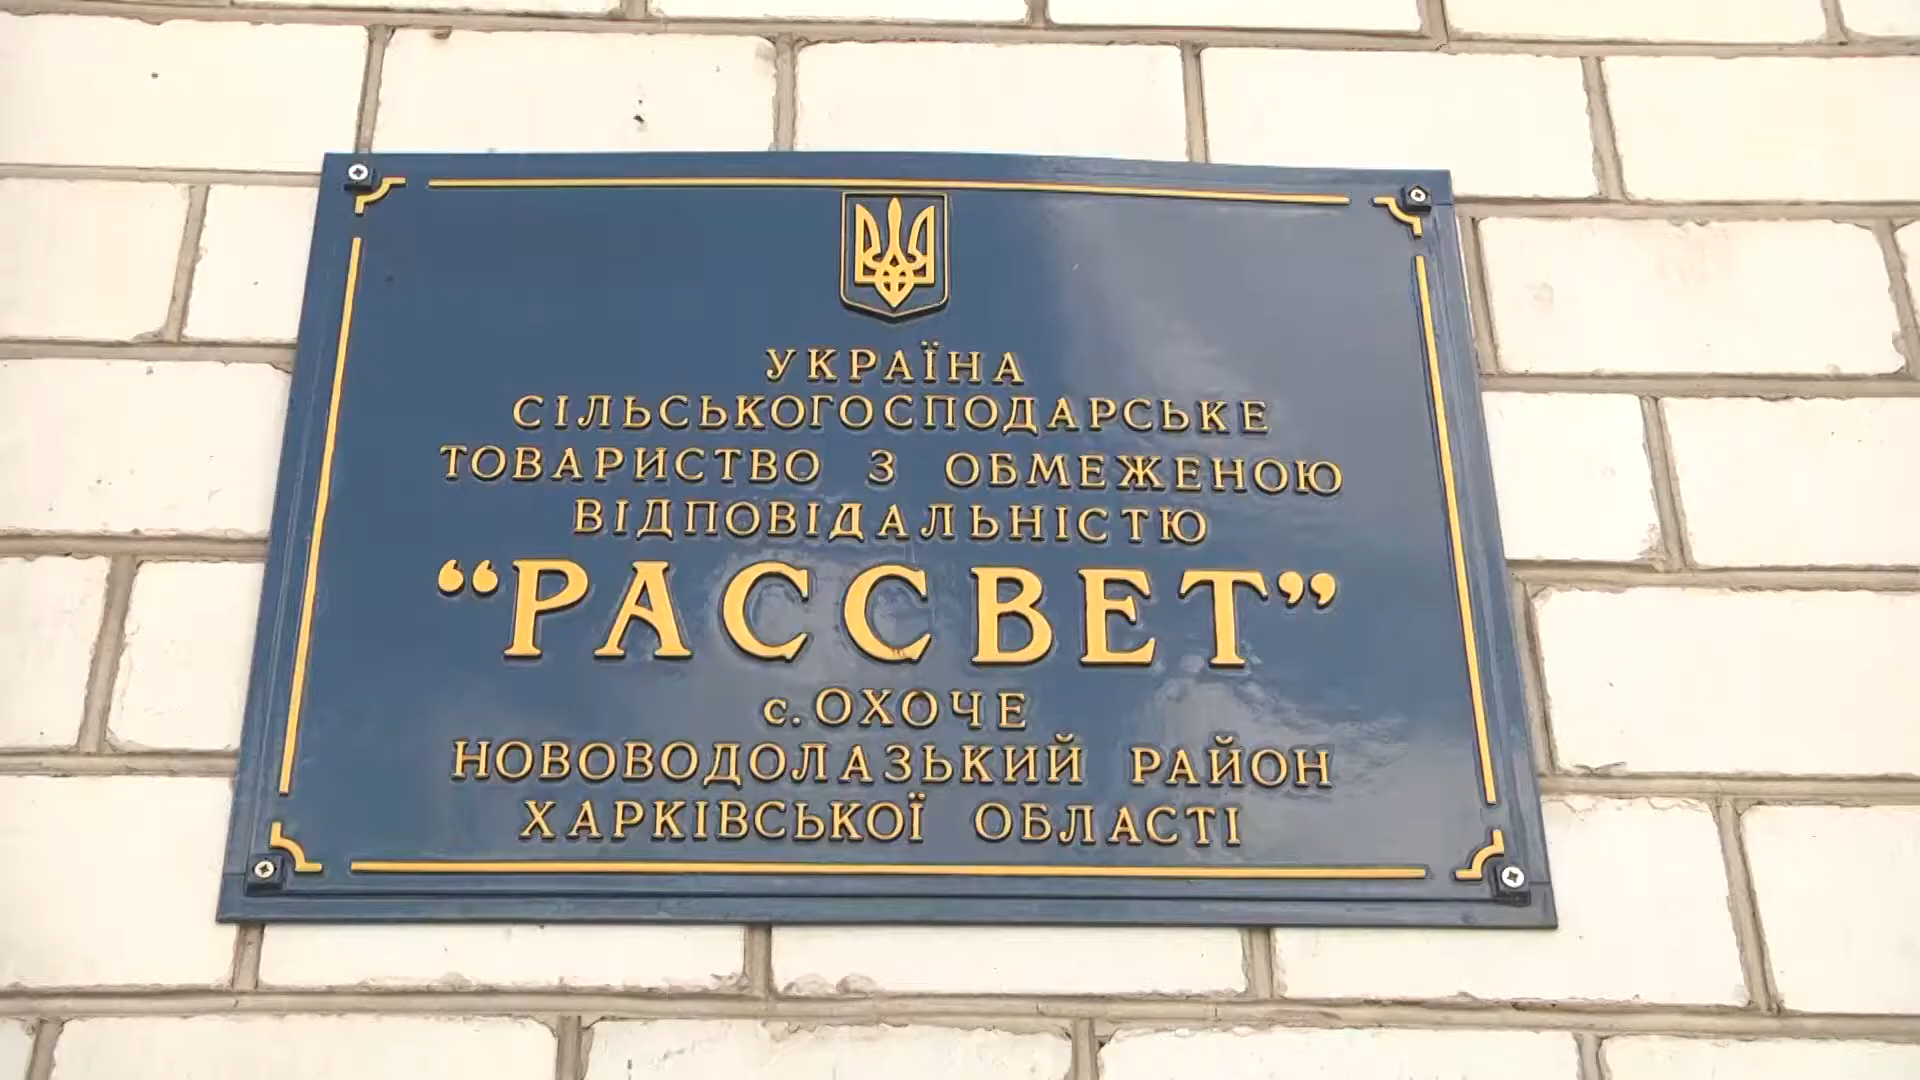 УКРАЇНА
СІЛЬСЬКОГОСПОДАРСЬКЕ
ТОВАРИСТВО З ОБМЕЖЕНОЮ
ВІДПОВІДАЛЬНІСТЮ
“РАССВЕТ”
с. ОХОЧЕ
НОВОВОДОЛАЗЬКИЙ РАЙОН
ХАРКІВСЬКОЇ ОБЛАСТІ